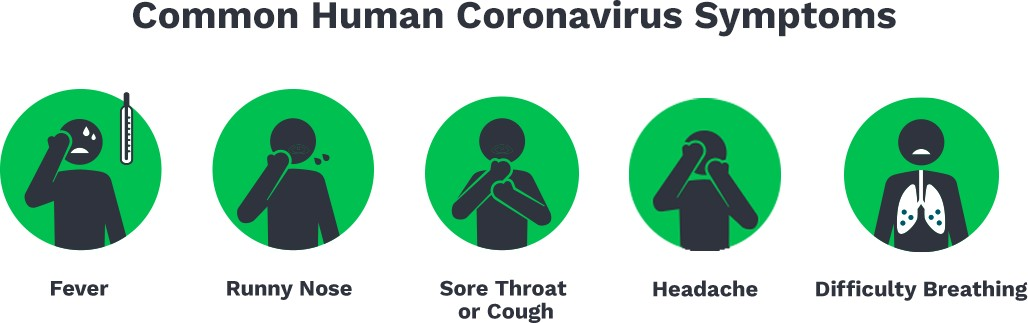 Common Human Coronavirus Symptoms
Fever
Runny Nose
Sore Throat
or Cough
Headache
Difficulty Breathing